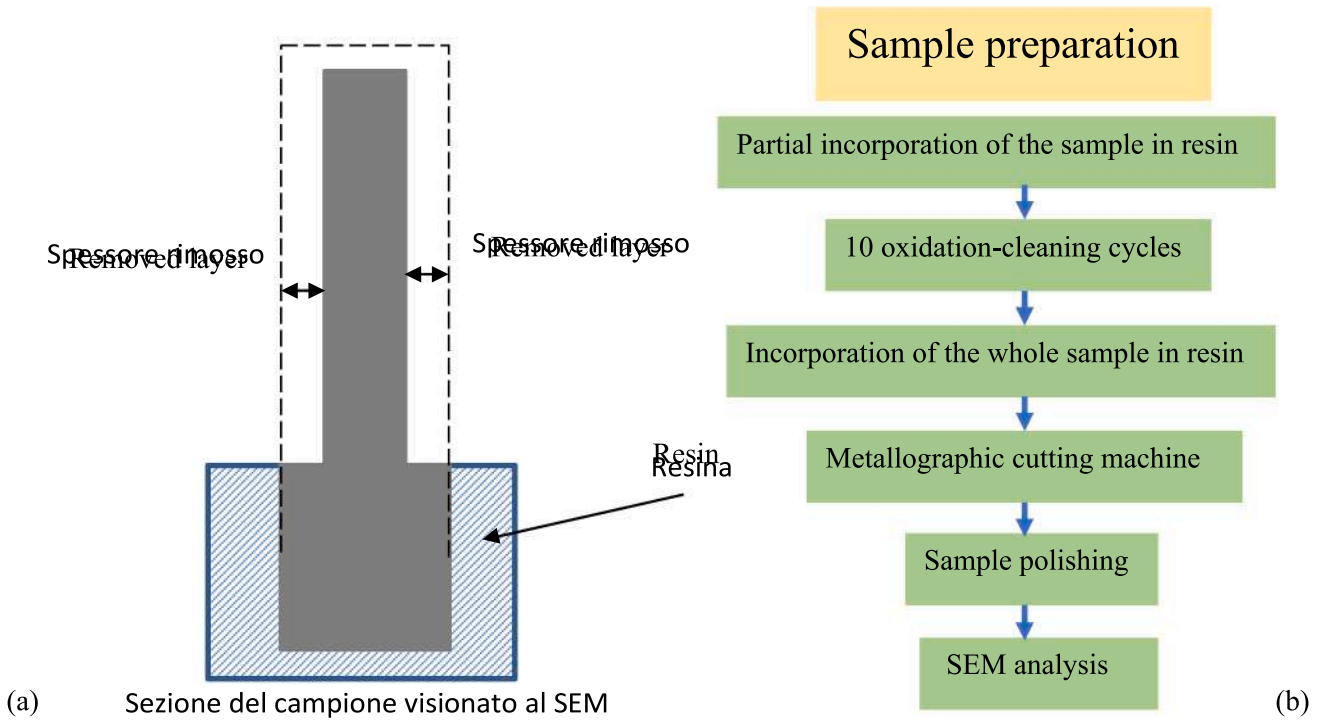 Spessore rimosso
Removed layer
Spessore rimosso
Removed layer
Resin
Resina
Sezione del campione visionato al SEM
(a)
Sample preparation
Partial incorporation of the sample in resin
10 oxidation-cleaning cycles
Incorporation of the whole sample in resin
Metallographic cutting machine
Sample polishing
SEM analysis
(b)